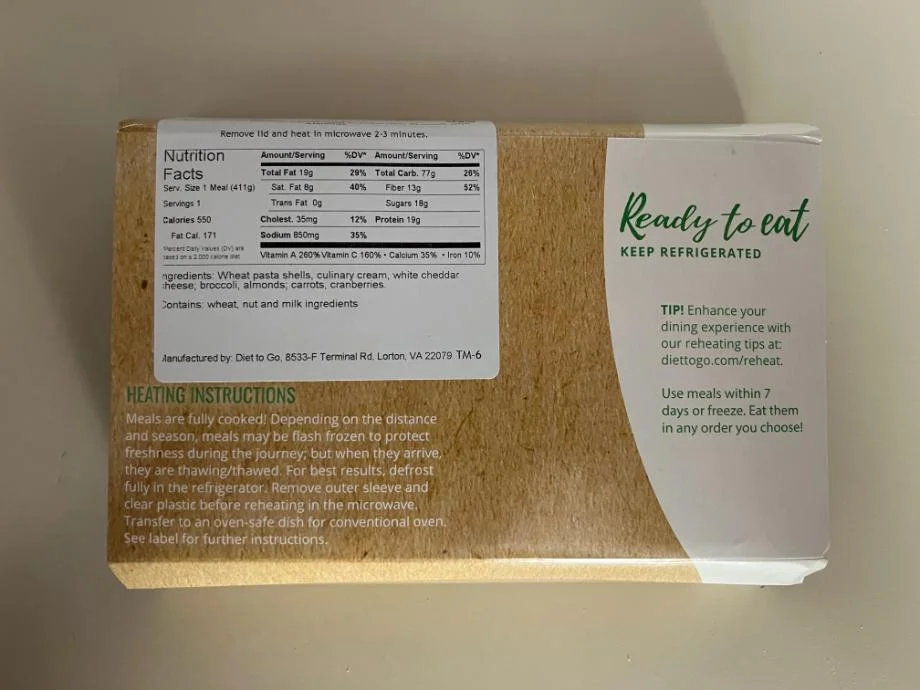 Remove lid and heat in microwave 2-3 minutes.
Nutrition
Facts
Serv. Size 1 Meal (411g)
Servings 1
Calories 550
Fat Cal. 171
Percent Daily Values (DV) are
based on a 2,000 calorie diet
Amount/Serving %DV* Amount/Serving %DV*
Total Fat 19g 29% Total Carb. 77g 26%
Sat. Fat 8g 40% Fiber 13g 52%
Trans Fat 0g Sugars 18g
Cholest. 35mg 12% Protein 19g
Sodium 850mg 35%
Vitamin A 260% Vitamin C 160% • Calcium 35% • Iron 10%
ngredients: Wheat pasta shells, culinary cream, white cheddar
cheese; broccoli, almonds; carrots, cranberries.
Contains: wheat, nut and milk ingredients
Manufactured by: Diet to Go, 8533-F Terminal Rd, Lorton, VA 22079 TM-6
HEATING INSTRUCTIONS
Meals are fully cooked! Depending on the distance
and season, meals may be flash frozen to protect
freshness during the journey; but when they arrive,
they are thawing/thawed. For best results, defrost
fully in the refrigerator. Remove outer sleeve and
clear plastic before reheating in the microwave.
Transfer to an oven-safe dish for conventional oven.
See label for further instructions.
Ready to eat
KEEP REFRIGERATED
TIP! Enhance your
dining experience with
our reheating tips at:
diettogo.com/reheat.
Use meals within 7
days or freeze. Eat them
in any order you choose!